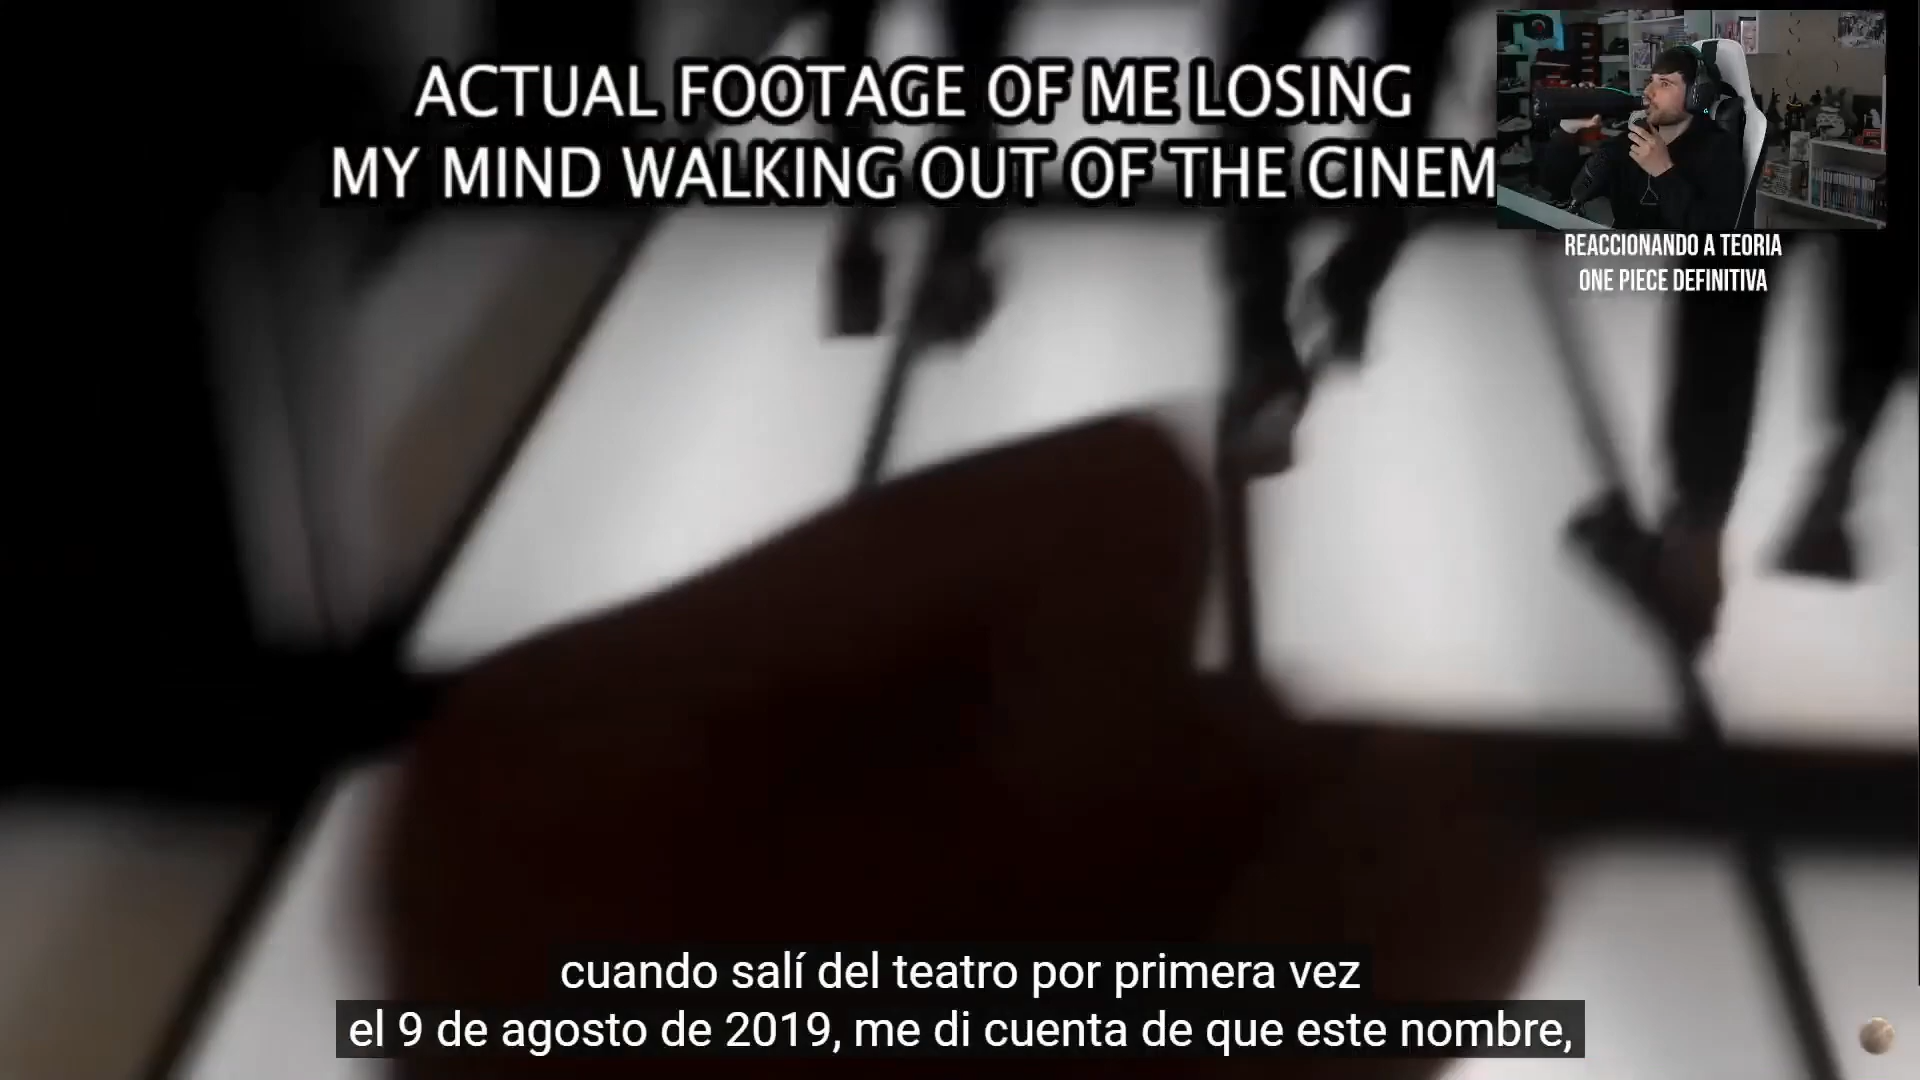 ACTUAL FOOTAGE OF ME LOSING
MY MIND WALKING OUT OF THE CINEM
REACCIONANDO A TEORIA
ONE PIECE DEFINITIVA
cuando salí del teatro por primera vez
el 9 de agosto de 2019, me di cuenta de que este nombre,